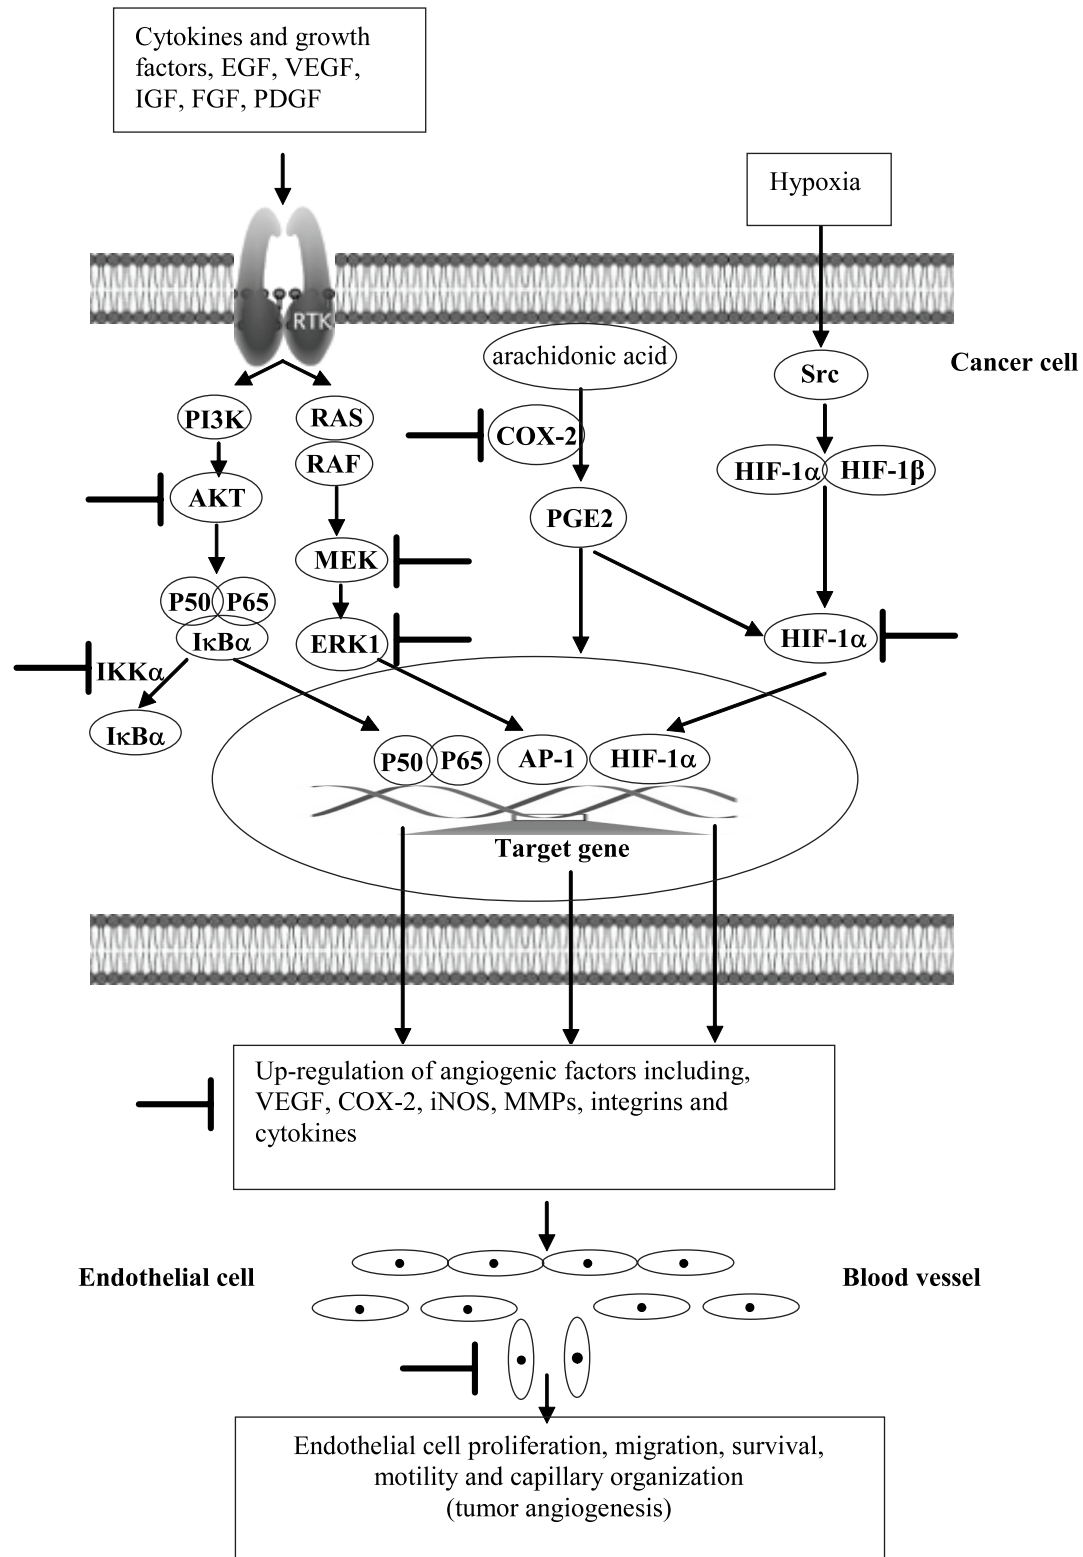 Cytokines and growth
factors, EGF, VEGF,
IGF, FGF, PDGF
Hypoxia
RTK
arachidonic acid
Cancer cell
Src
PI3K
RAS
COX-2
RAF
HIF-1α
HIF-1β
AKT
PGE2
MEK
P50
P65
IκBα
ERK1
HIF-1α
IKKα
IκBα
P50
P65
AP-1
HIF-1α
Target gene
Up-regulation of angiogenic factors including,
VEGF, COX-2, iNOS, MMPs, integrins and
cytokines
Endothelial cell
Blood vessel
Endothelial cell proliferation, migration, survival,
motility and capillary organization
(tumor angiogenesis)